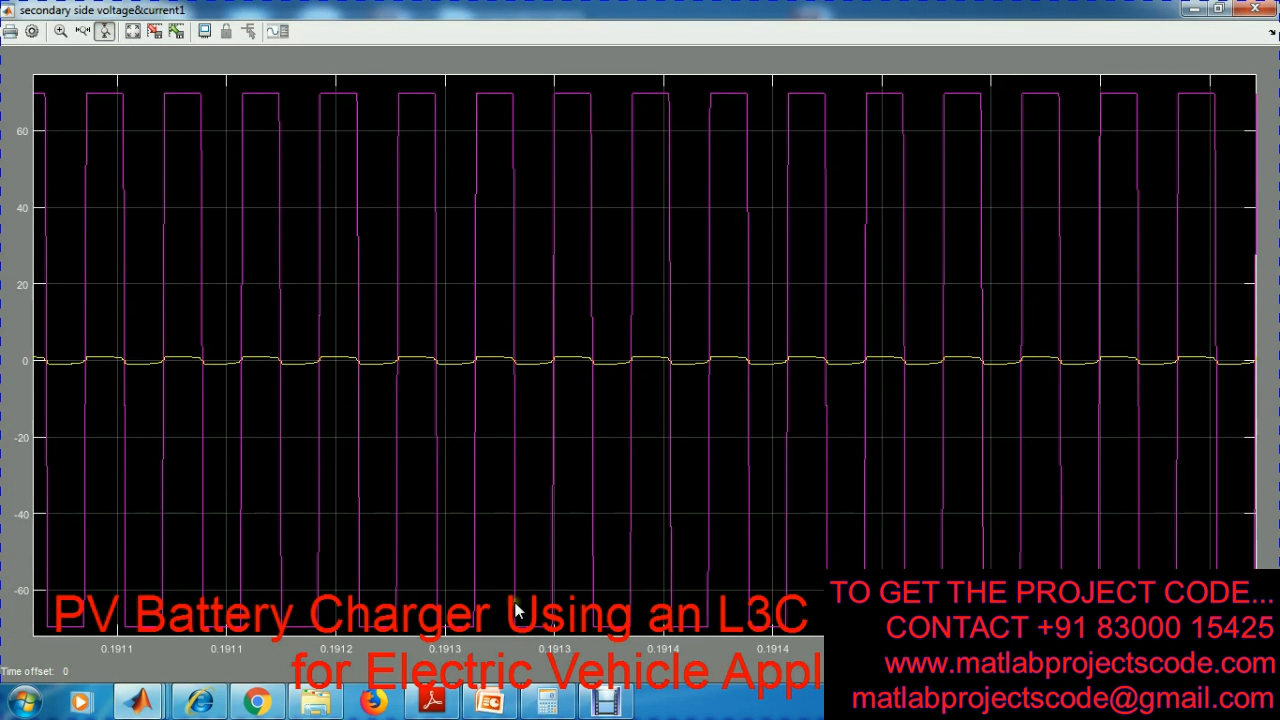 secondary side voltage&current1
60
40
20
0
-20
-40
-60
0.1911 0.1911 0.1912 0.1913 0.1913 0.1914 0.1914
Time offset: 0
PV Battery Charger Using an L3C
for Electric Vehicle Appl
TO GET THE PROJECT CODE...
CONTACT +91 83000 15425
www.matlabprojectscode.com
matlabprojectscode@gmail.com